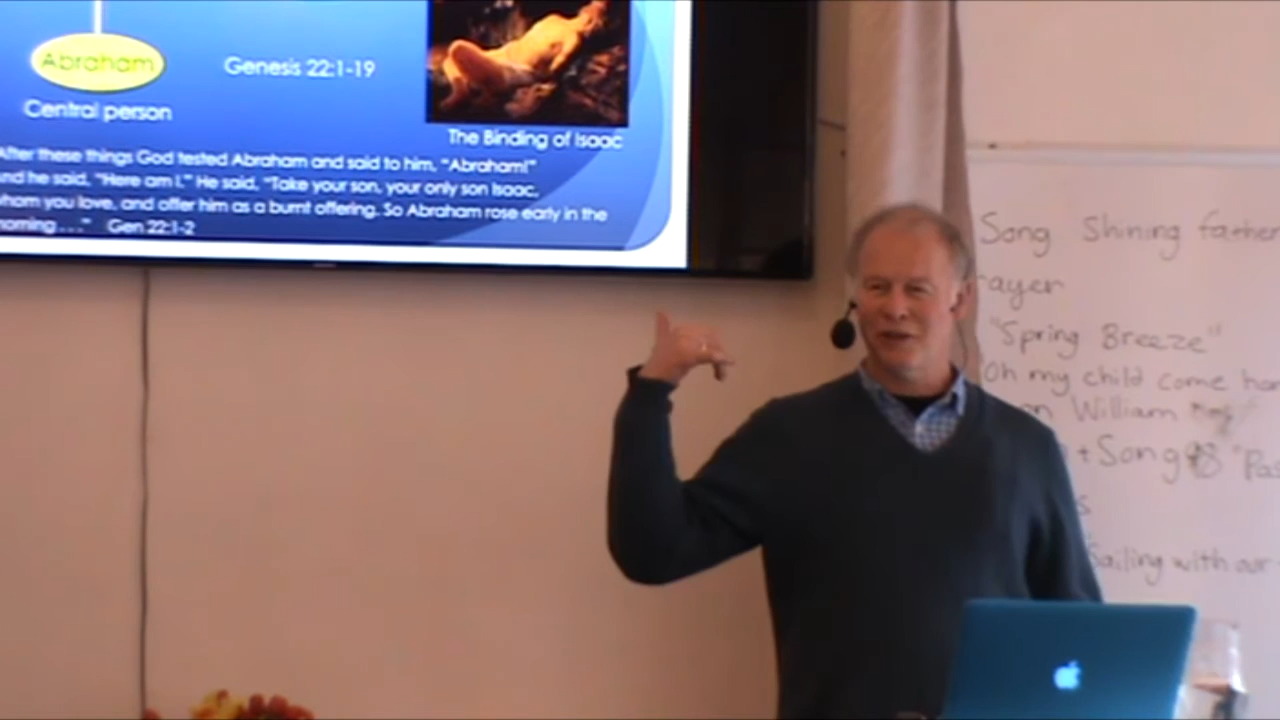 Abraham
Genesis 22:1-19
Central person
The Binding of Isaac
After these things God tested Abraham and said to him, "Abraham!"
And he said, "Here am I." He said, "Take your son, your only son Isaac,
whom you love, and offer him as a burnt offering. So Abraham rose early in the
morning . . ." Gen 22:1-2
Song Shining father
rayer
"Spring Breeze"
Oh my child come
William
+ Song
Sailing with our